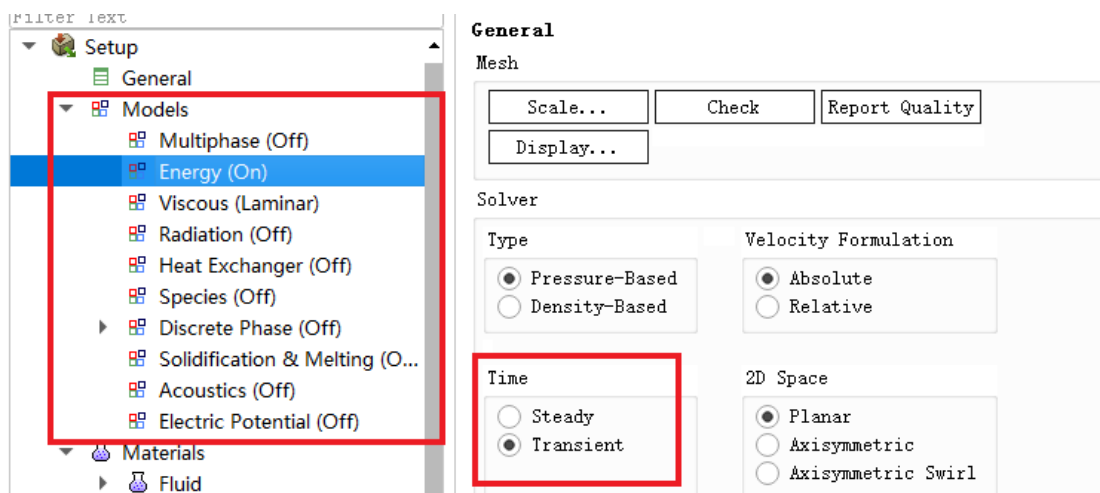 Filter Text
Setup
General
Models
Multiphase (Off)
Energy (On)
Viscous (Laminar)
Radiation (Off)
Heat Exchanger (Off)
Species (Off)
Discrete Phase (Off)
Solidification & Melting (O...
Acoustics (Off)
Electric Potential (Off)
Materials
Fluid
General
Mesh
Scale... Check Report Quality
Display...
Solver
Type Velocity Formulation
Pressure-Based Absolute
Density-Based Relative
Time 2D Space
Steady Planar
Transient Axisymmetric
Axisymmetric Swirl